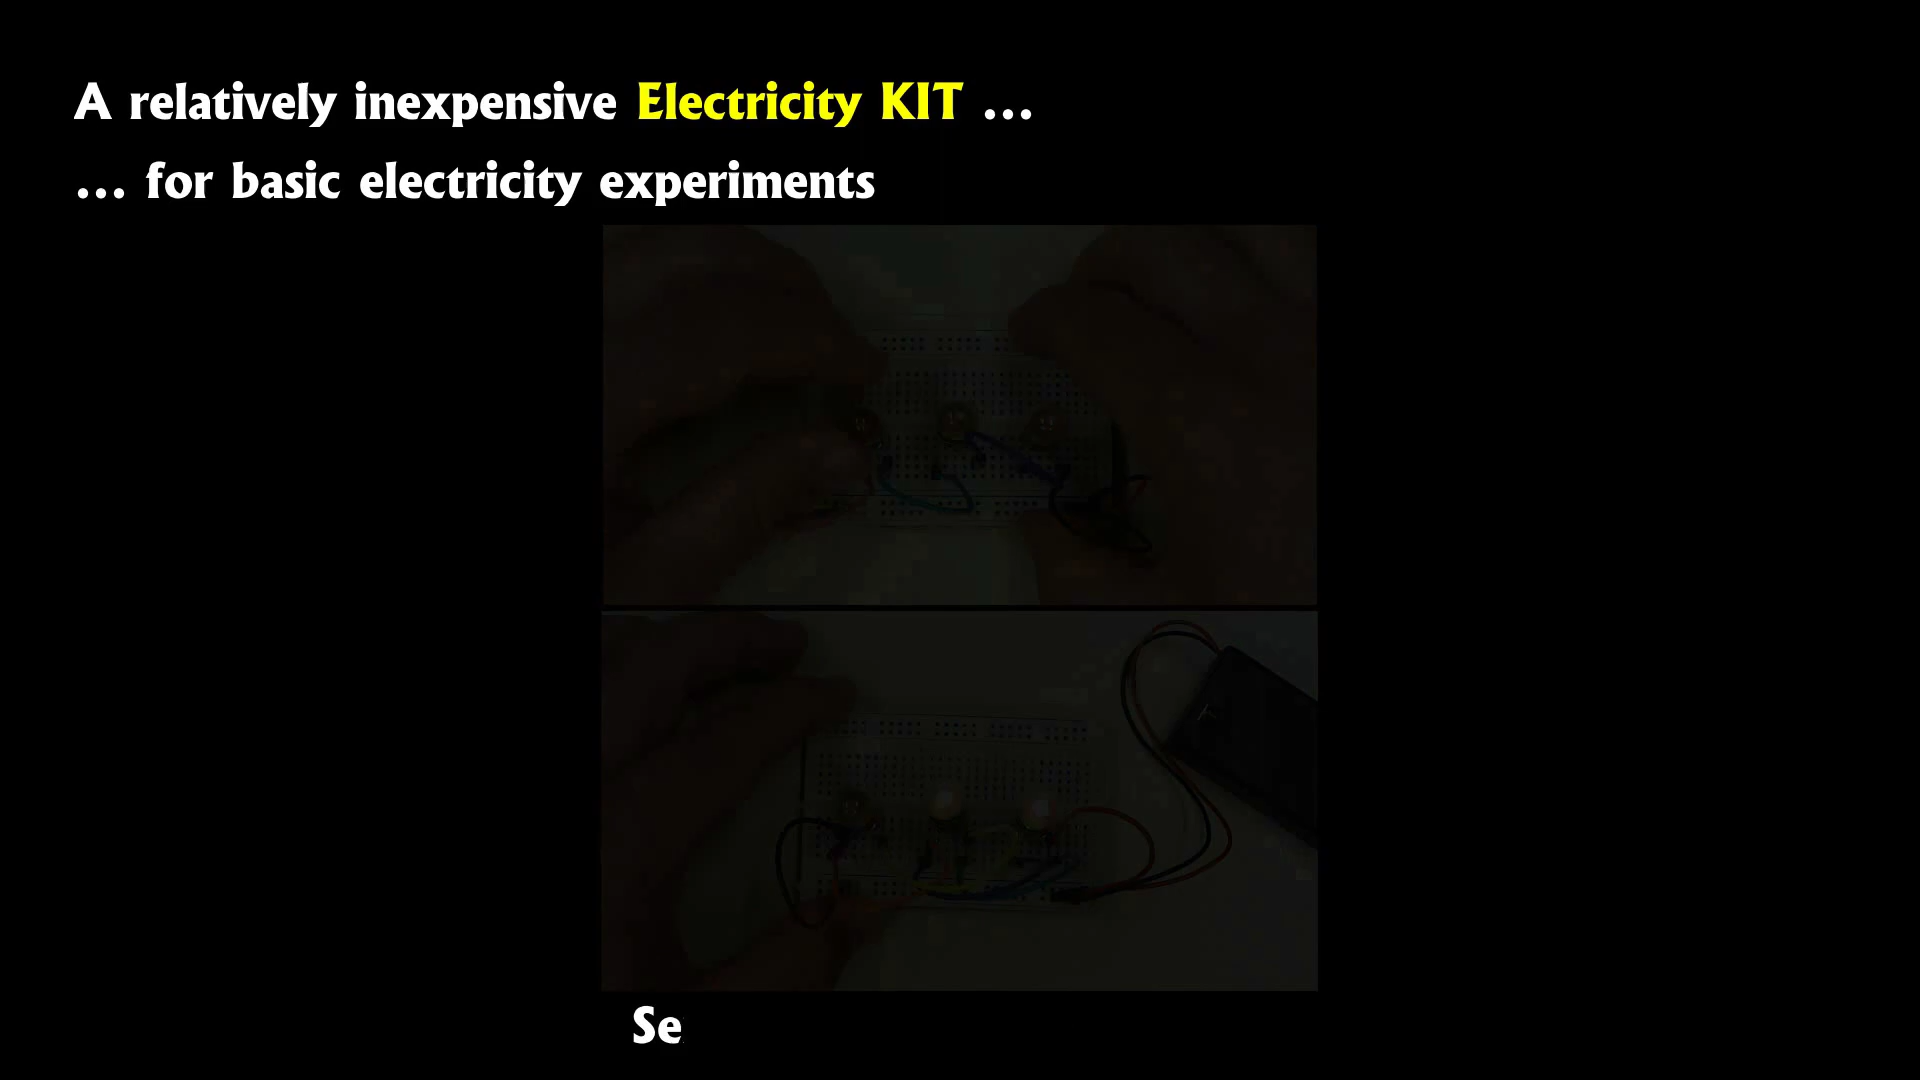 A relatively inexpensive Electricity KIT ...
... for basic electricity experiments
Se